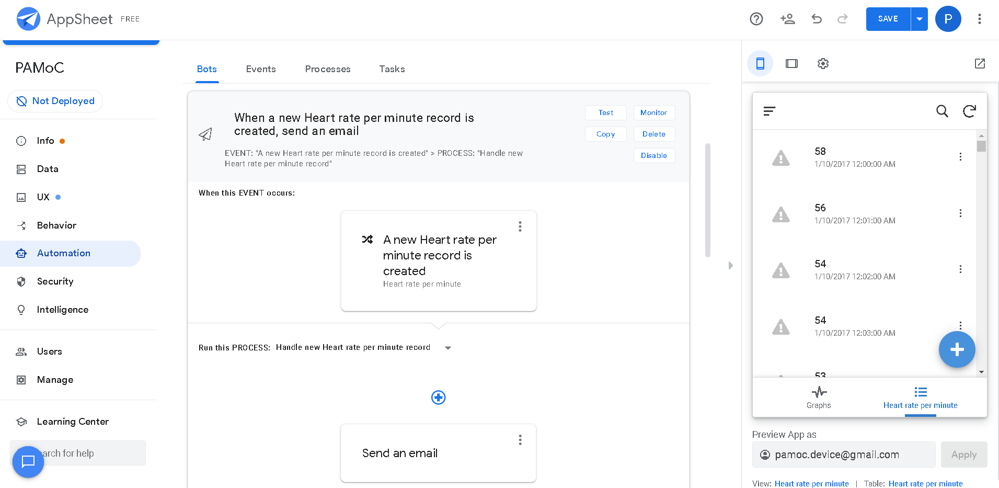 AppSheet FREE
SAVE
P
PAMoC
Not Deployed
Info
Data
UX
Behavior
Automation
Security
Intelligence
Users
Manage
Learning Center
arch for help
Bots Events Processes Tasks
When a new Heart rate per minute record is
created, send an email
EVENT: "A new Heart rate per minute record is created" > PROCESS: "Handle new
Heart rate per minute record"
Test Monitor
Copy Delete
Disable
When this EVENT occurs:
A new Heart rate per
minute record is
created
Heart rate per minute
Run this PROCESS: Handle new Heart rate per minute record
Send an email
58
1/10/2017 12:00:00 AM
56
1/10/2017 12:01:00 AM
54
1/10/2017 12:02:00 AM
54
1/10/2017 12:03:00 AM
53
Graphs
Heart rate per minute
Preview App as
pamoc.device@gmail.com
Apply
View: Heart rate per minute | Table: Heart rate per minute